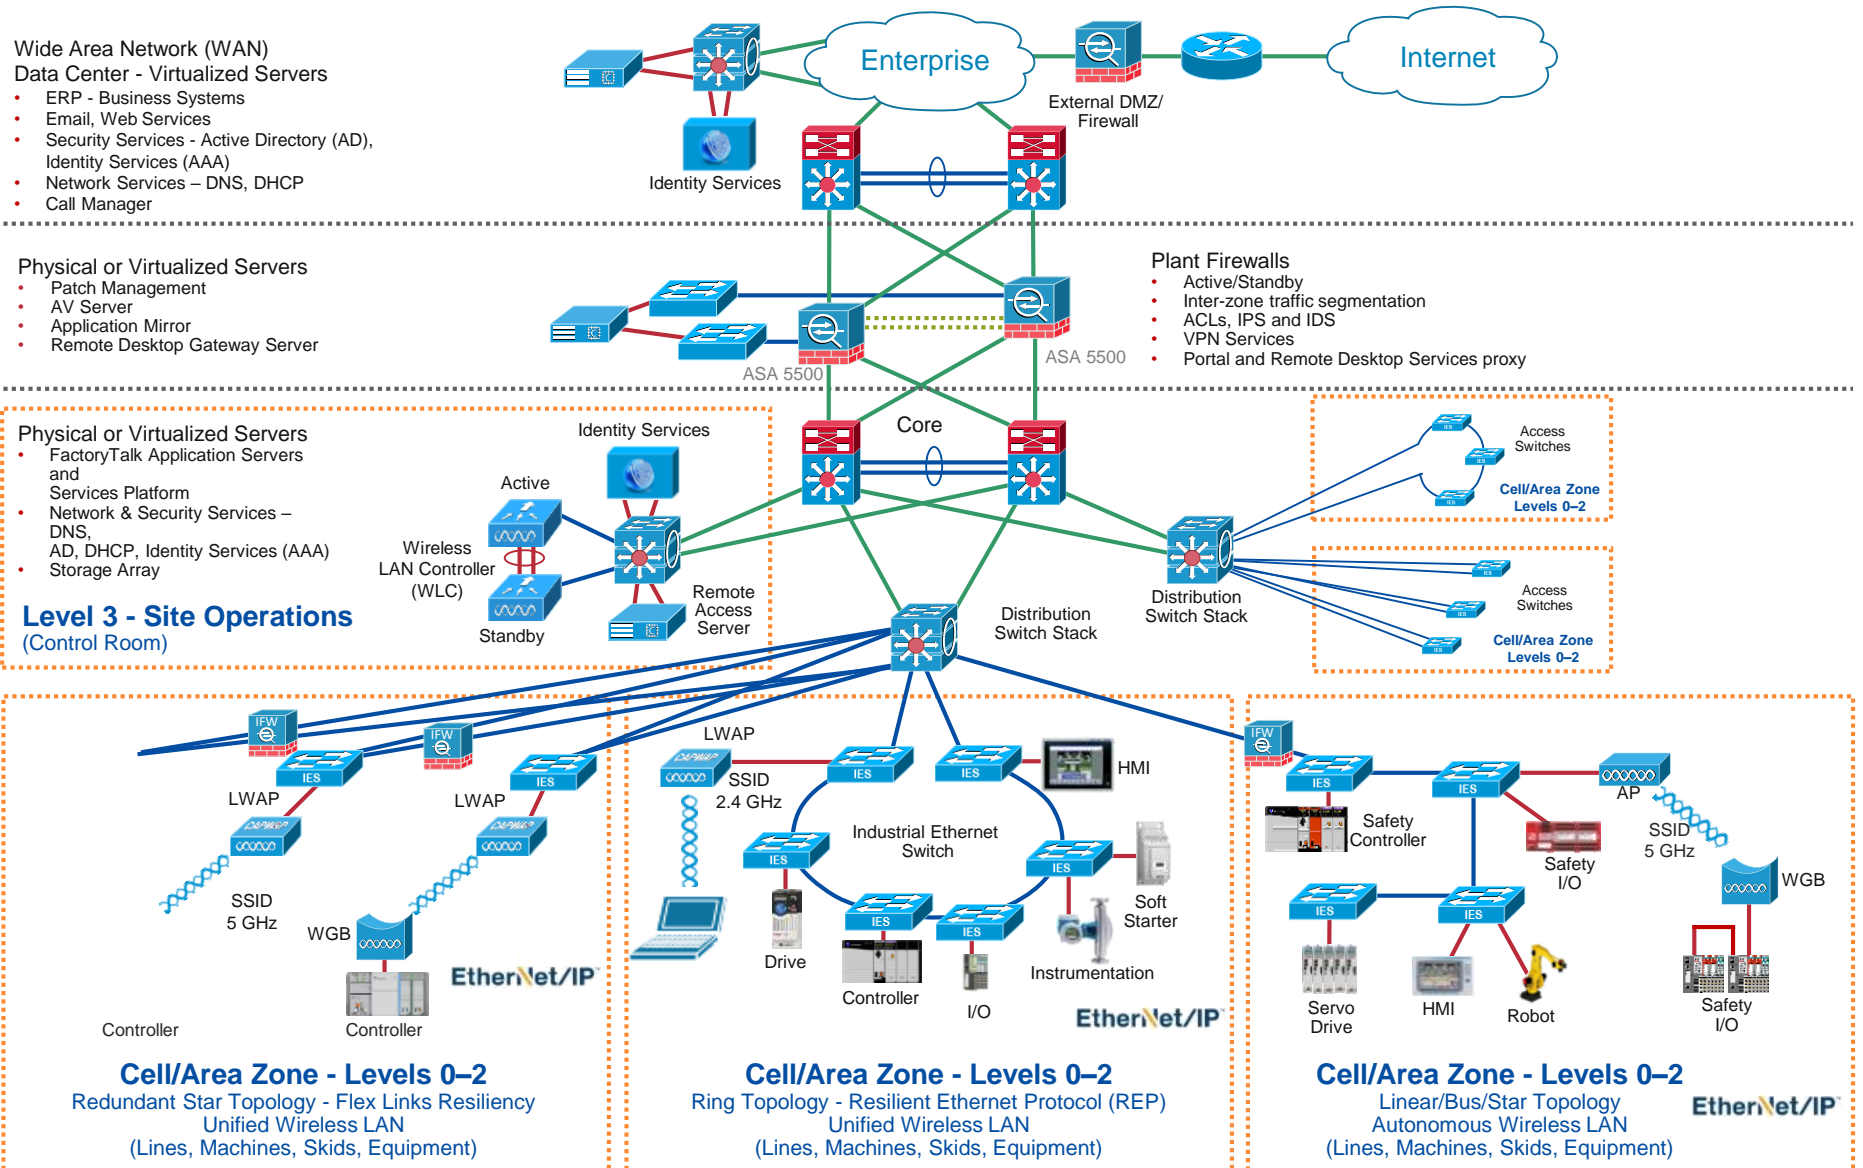 Wide Area Network (WAN)
Data Center - Virtualized Servers
• ERP - Business Systems
• Email, Web Services
• Security Services - Active Directory (AD),
Identity Services (AAA)
• Network Services – DNS, DHCP
• Call Manager
Identity Services
Enterprise
External DMZ/
Firewall
Internet
Physical or Virtualized Servers
• Patch Management
• AV Server
• Application Mirror
• Remote Desktop Gateway Server
ASA 5500
ASA 5500
Plant Firewalls
• Active/Standby
• Inter-zone traffic segmentation
• ACLs, IPS and IDS
• VPN Services
• Portal and Remote Desktop Services proxy
Physical or Virtualized Servers
• FactoryTalk Application Servers
and
Services Platform
• Network & Security Services –
DNS,
AD, DHCP, Identity Services (AAA)
• Storage Array
Level 3 - Site Operations
(Control Room)
Identity Services
Active
Wireless
LAN Controller
(WLC)
Standby
Remote
Access
Server
Core
Distribution
Switch Stack
Distribution
Switch Stack
IES
IES
IES
Access
Switches
Cell/Area Zone
Levels 0–2
IES
IES
IES
Access
Switches
Cell/Area Zone
Levels 0–2
IFW
IES
LWAP
CAPWAP
SSID
5 GHz
IFW
IES
LWAP
CAPWAP
WGB
EtherNet/IP™
Controller
Controller
Cell/Area Zone - Levels 0–2
Redundant Star Topology - Flex Links Resiliency
Unified Wireless LAN
(Lines, Machines, Skids, Equipment)
LWAP
CAPWAP
SSID
2.4 GHz
IES
IES
HMI
Industrial Ethernet
Switch
IES
IES
Soft
Starter
IES
IES
Drive
Controller
I/O
Instrumentation
EtherNet/IP™
Cell/Area Zone - Levels 0–2
Ring Topology - Resilient Ethernet Protocol (REP)
Unified Wireless LAN
(Lines, Machines, Skids, Equipment)
IFW
IES
IES
AP
Safety
Controller
Safety
I/O
SSID
5 GHz
WGB
IES
IES
Servo
Drive
HMI
Robot
Safety
I/O
Cell/Area Zone - Levels 0–2
Linear/Bus/Star Topology
Autonomous Wireless LAN
(Lines, Machines, Skids, Equipment)
EtherNet/IP™